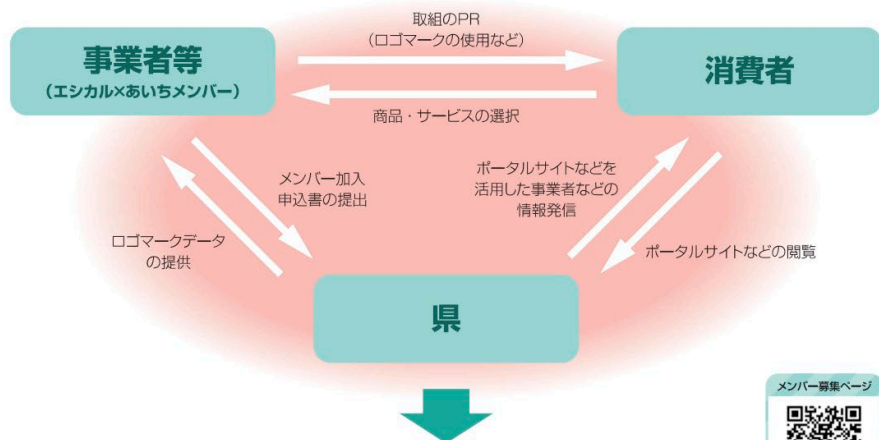 取組のPR
（ロゴマークの使用など）
事業者等
（エシカル×あいちメンバー）
消費者
商品・サービスの選択
メンバー加入
申込書の提出
ポータルサイトなどを
活用した事業者などの
情報発信
ロゴマークデータ
の提供
ポータルサイトなどの閲覧
県
メンバー募集ページ